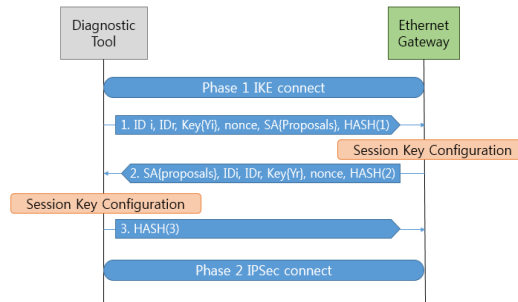 Diagnostic
Tool
Ethernet
Gateway
Phase 1 IKE connect
1. ID i, IDr, Key{Yi}, nonce, SA{Proposals}, HASH(1)
Session Key Configuration
2. SA{proposals}, IDi, IDr, Key{Yr}, nonce, HASH(2)
Session Key Configuration
3. HASH(3)
Phase 2 IPSec connect